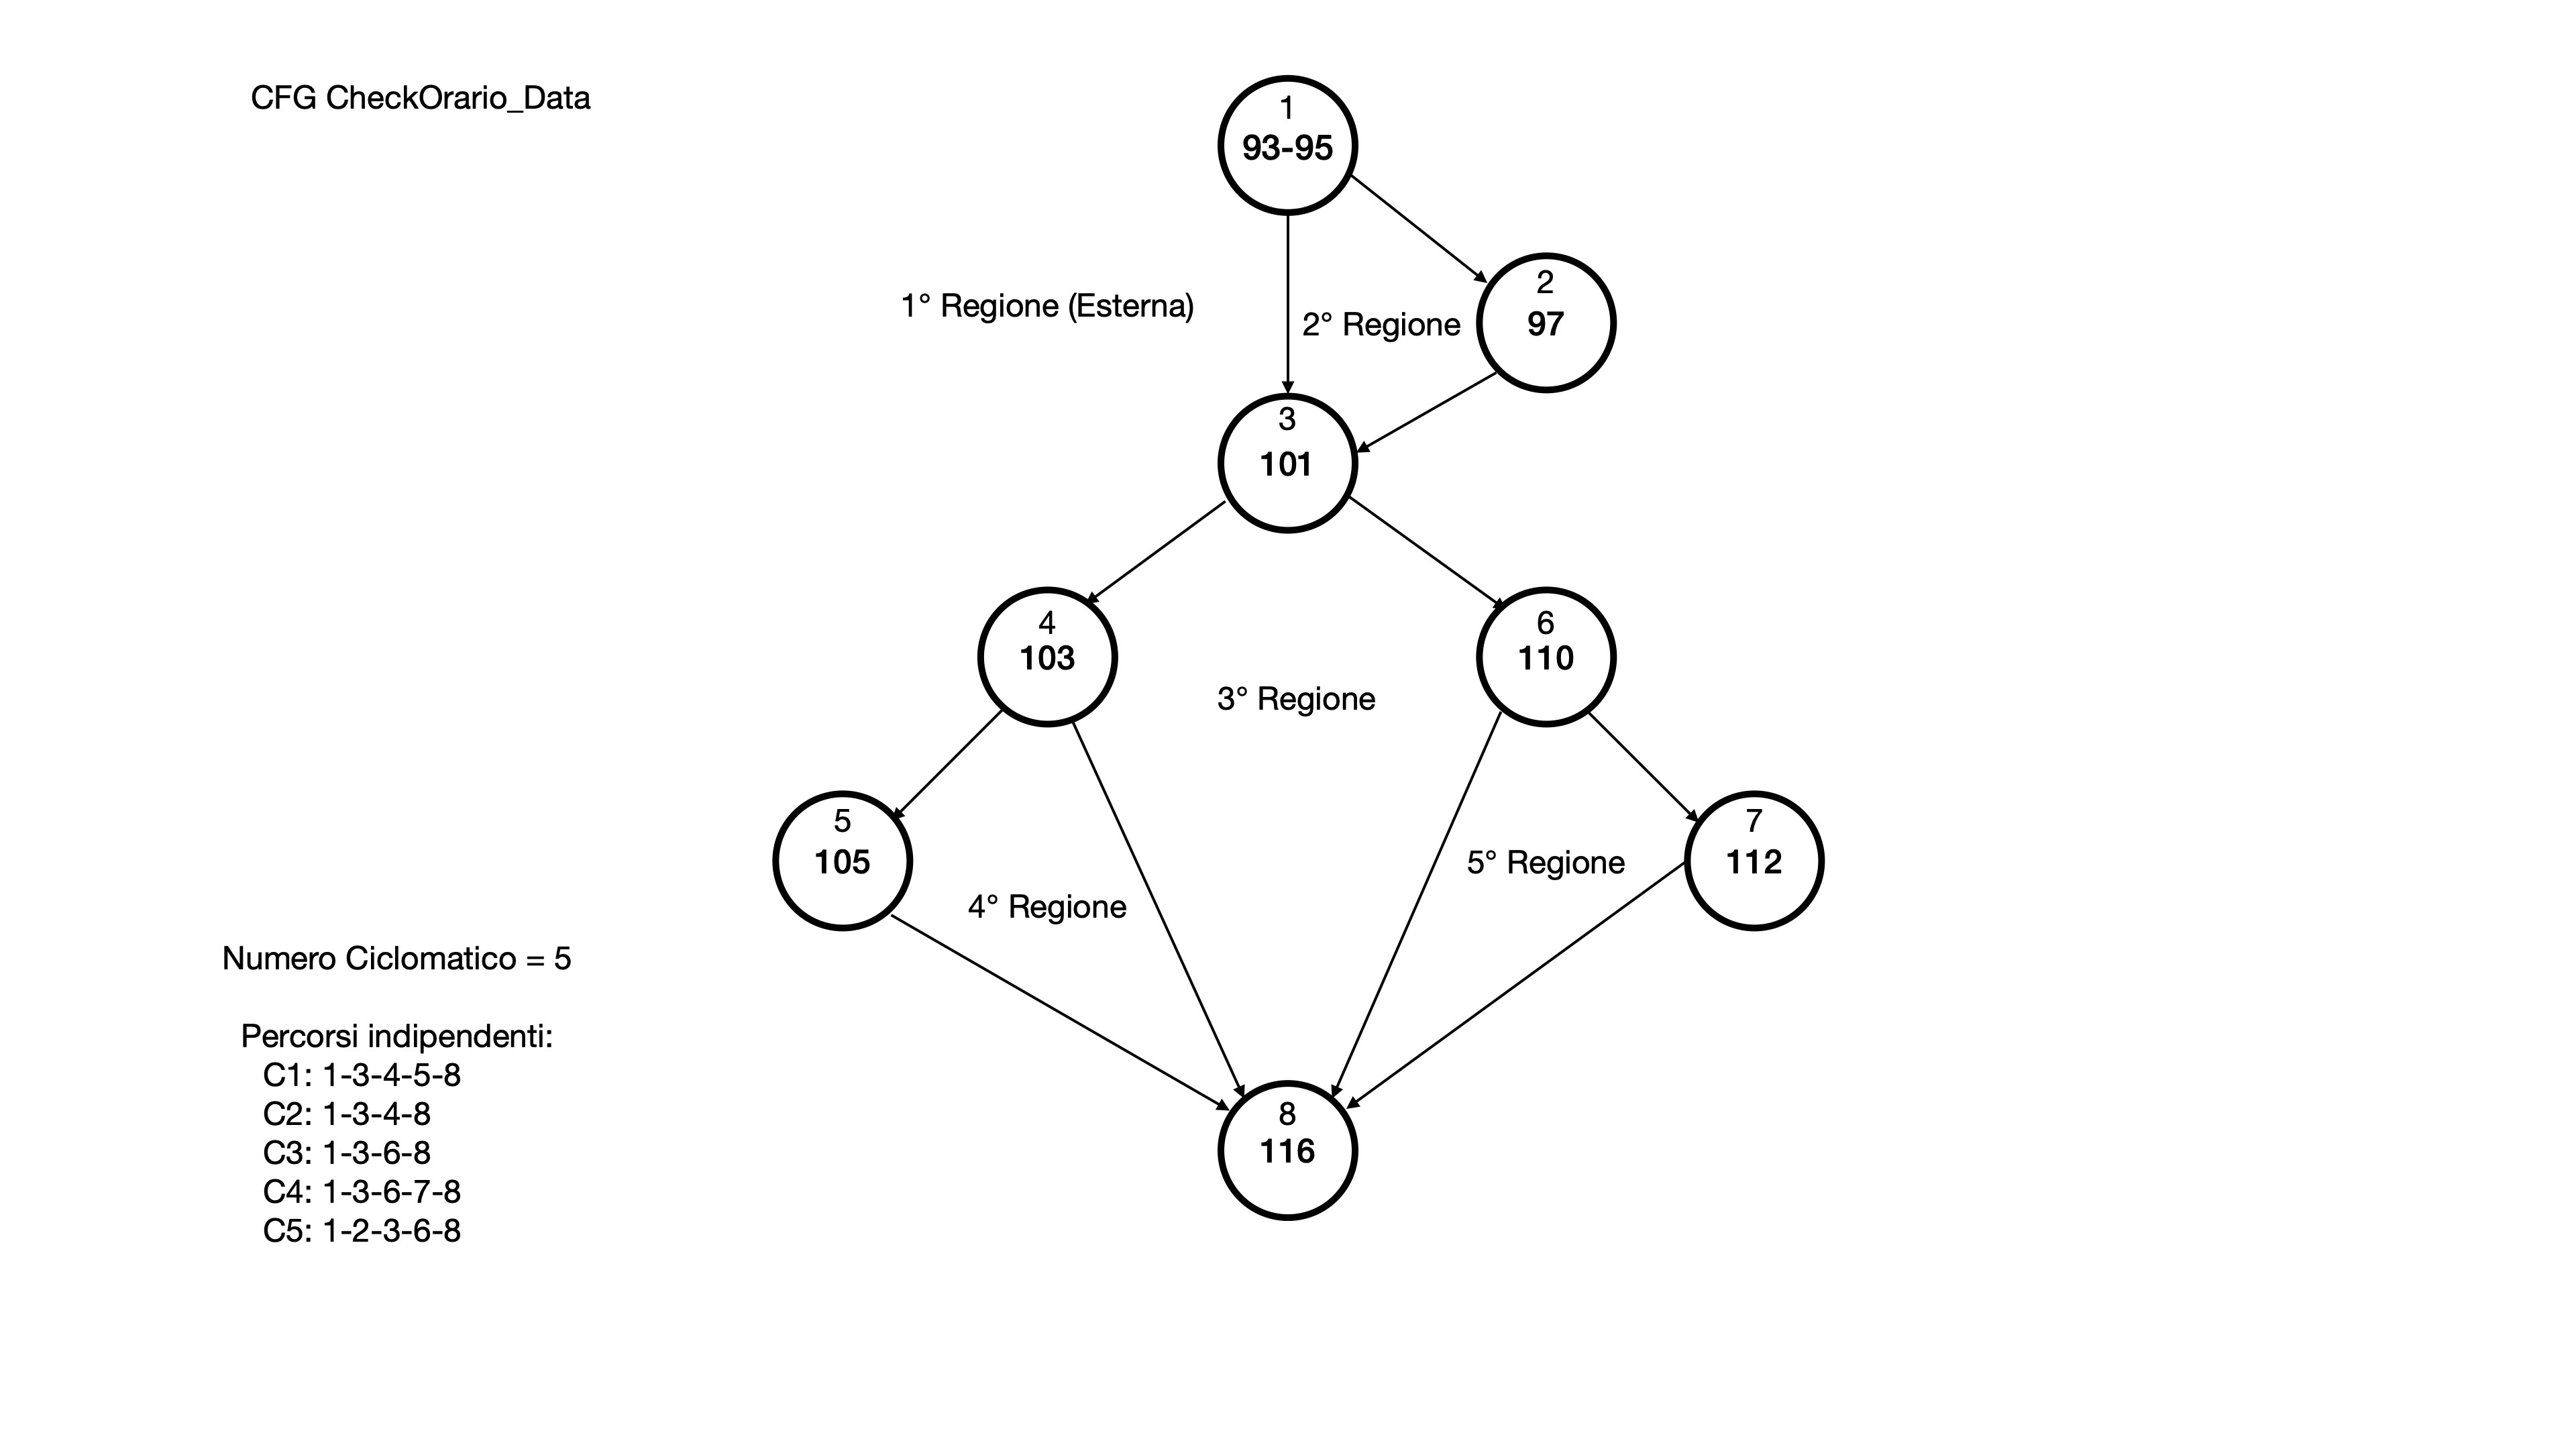 CFG CheckOrario_Data
1
93-95
1° Regione (Esterna)
2° Regione
2
97
3
101
4
103
6
110
3° Regione
5
105
4° Regione
5° Regione
7
112
8
116
Numero Ciclomatico = 5
Percorsi indipendenti:
C1: 1-3-4-5-8
C2: 1-3-4-8
C3: 1-3-6-8
C4: 1-3-6-7-8
C5: 1-2-3-6-8